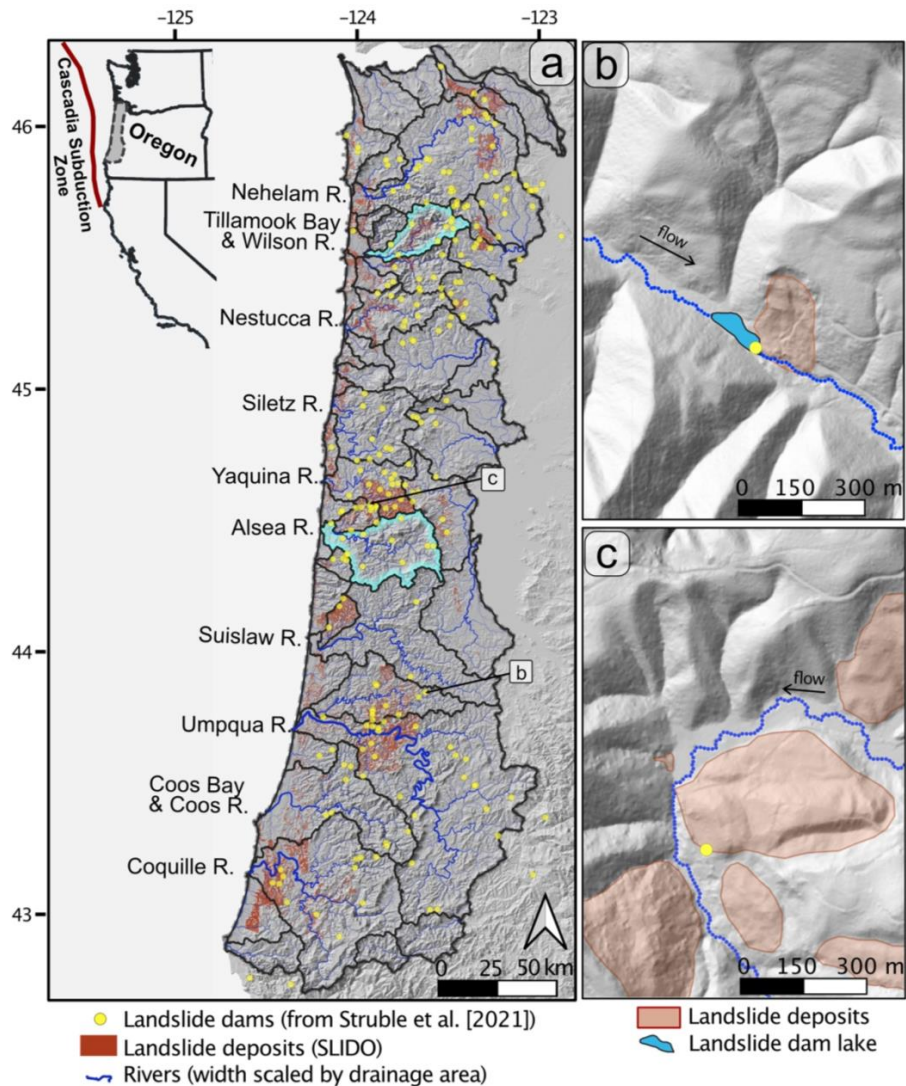 −125
−124
−123
46
45
44
43
Cascadia Subduction
Zone
Oregon
a
Nehelam R.
Tillamook Bay
& Wilson R.
Nestucca R.
Siletz R.
Yaquina R.
c
Alsea R.
Suislaw R.
b
Umpqua R
Coos Bay
& Coos R.
Coquille R.
0 25 50 km
b
flow
0 150 300 m
c
flow
0 150 300 m
Landslide dams (from Struble et al. [2021])
Landslide deposits (SLIDO)
Rivers (width scaled by drainage area)
Landslide deposits
Landslide dam lake